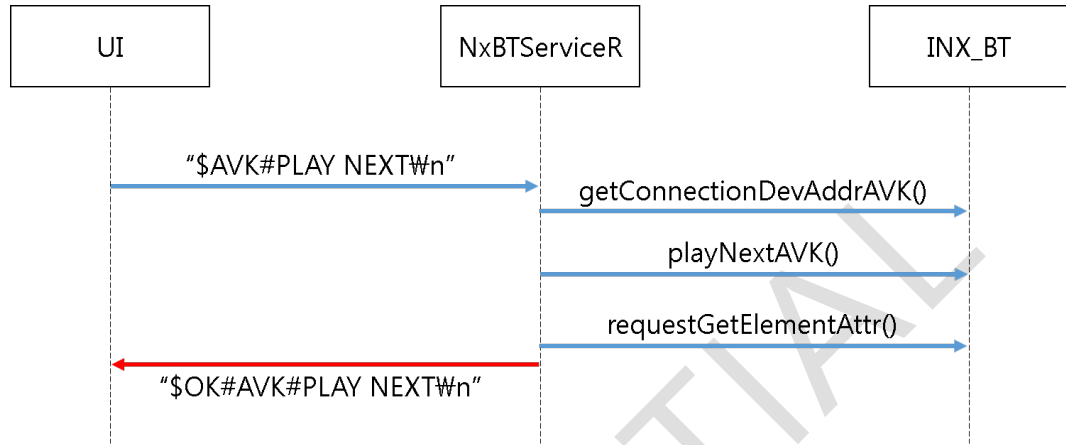 UI
NxBTServiceR
INX_BT
“$AVK#PLAY NEXT₩n”
getConnectionDevAddrAVK()
playNextAVK()
requestGetElementAttr()
“$OK#AVK#PLAY NEXT₩n”
TIAL